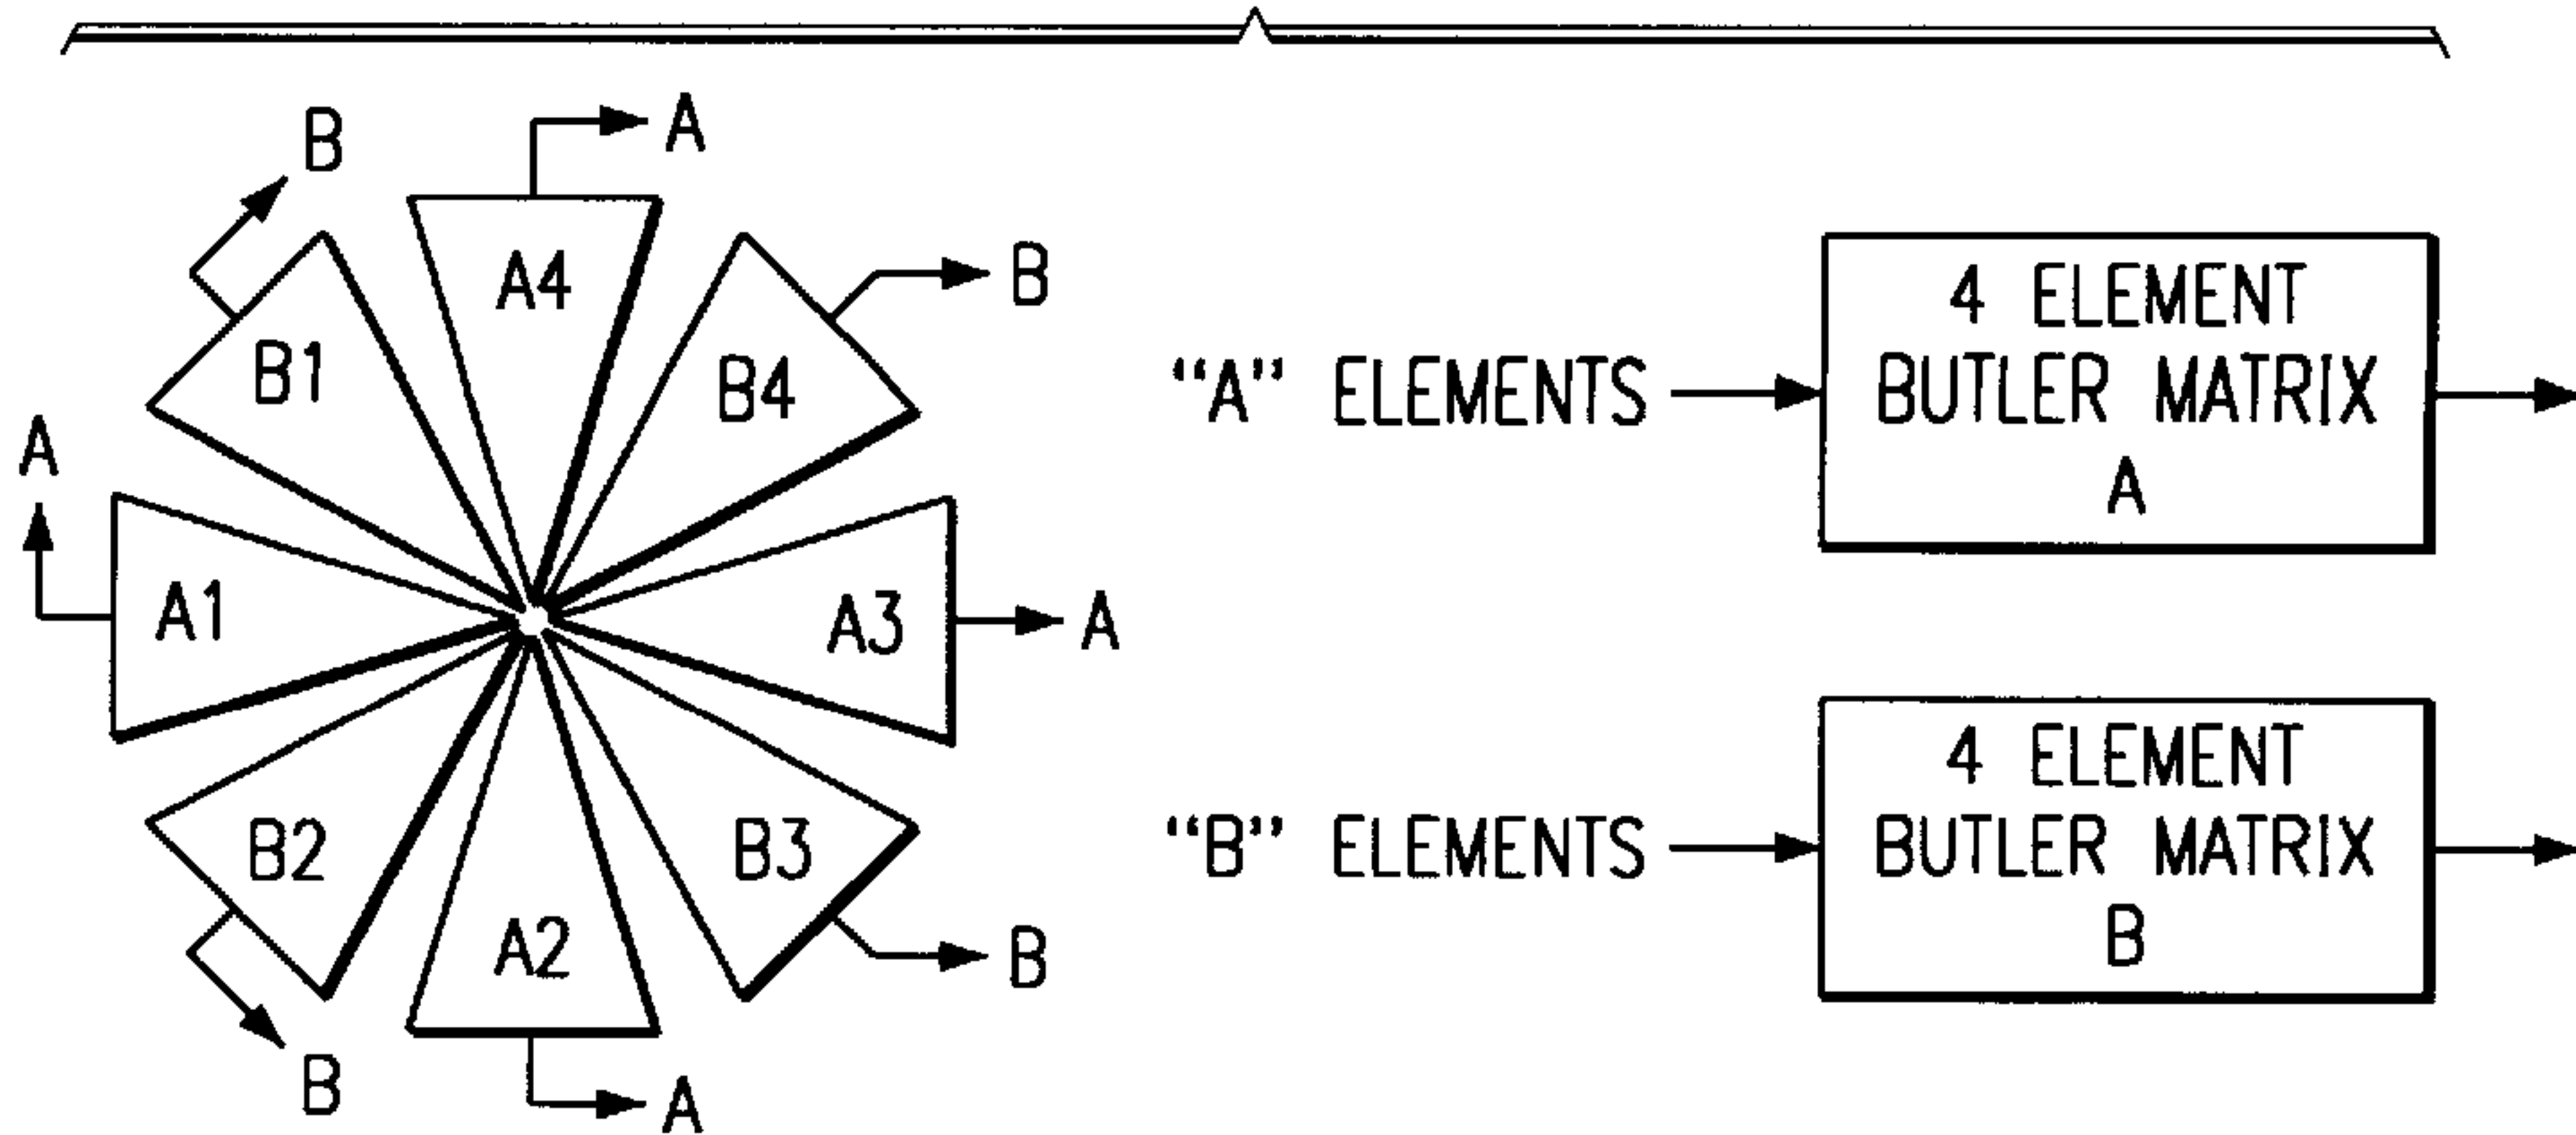 B
A
A4
B
B1
B4
A
A1
A3
A
B2
B3
A2
B
B
A
“A” ELEMENTS
4 ELEMENT
BUTLER MATRIX
A
“B” ELEMENTS
4 ELEMENT
BUTLER MATRIX
B